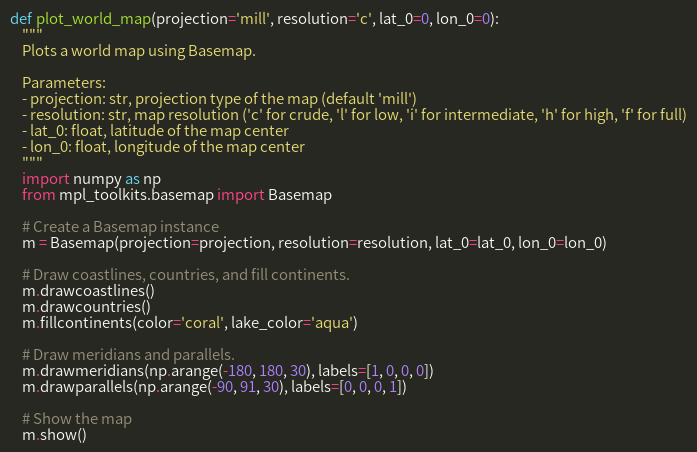 def plot_world_map(projection='mill', resolution='c', lat_0=0, lon_0=0):
    """
    Plots a world map using Basemap.

    Parameters:
    - projection: str, projection type of the map (default 'mill')
    - resolution: str, map resolution ('c' for crude, 'l' for low, 'i' for intermediate, 'h' for high, 'f' for full)
    - lat_0: float, latitude of the map center
    - lon_0: float, longitude of the map center
    """
    import numpy as np
    from mpl_toolkits.basemap import Basemap

    # Create a Basemap instance
    m = Basemap(projection=projection, resolution=resolution, lat_0=lat_0, lon_0=lon_0)

    # Draw coastlines, countries, and fill continents.
    m.drawcoastlines()
    m.drawcountries()
    m.fillcontinents(color='coral', lake_color='aqua')

    # Draw meridians and parallels.
    m.drawmeridians(np.arange(-180, 180, 30), labels=[1, 0, 0, 0])
    m.drawparallels(np.arange(-90, 91, 30), labels=[0, 0, 0, 1])

    # Show the map
    m.show()